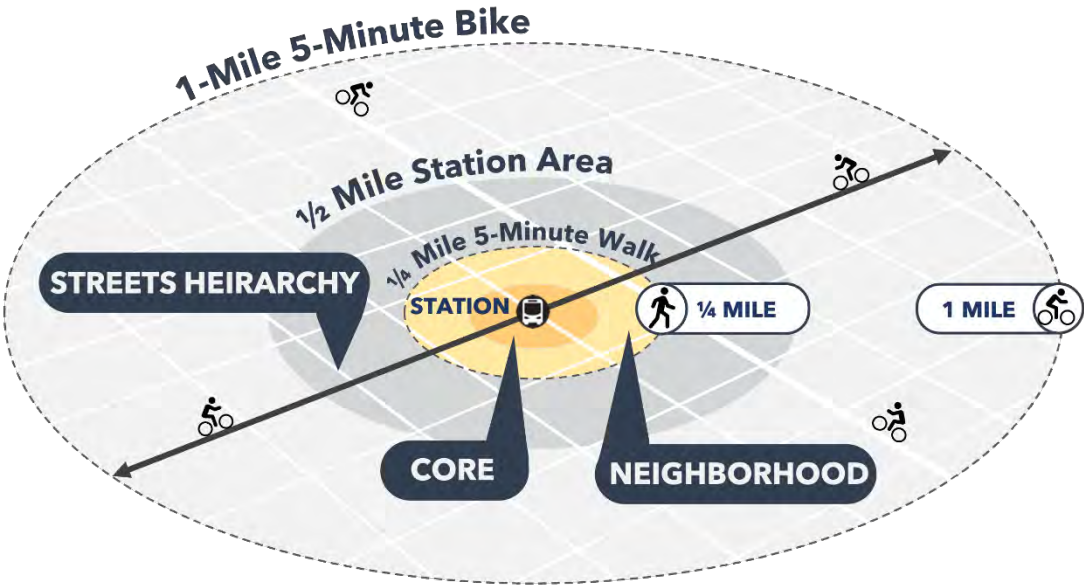 1-Mile 5-Minute Bike
½ Mile Station Area
¼ Mile 5-Minute Walk
STREETS HEIRARCHY
STATION
¼ MILE
1 MILE
CORE
NEIGHBORHOOD